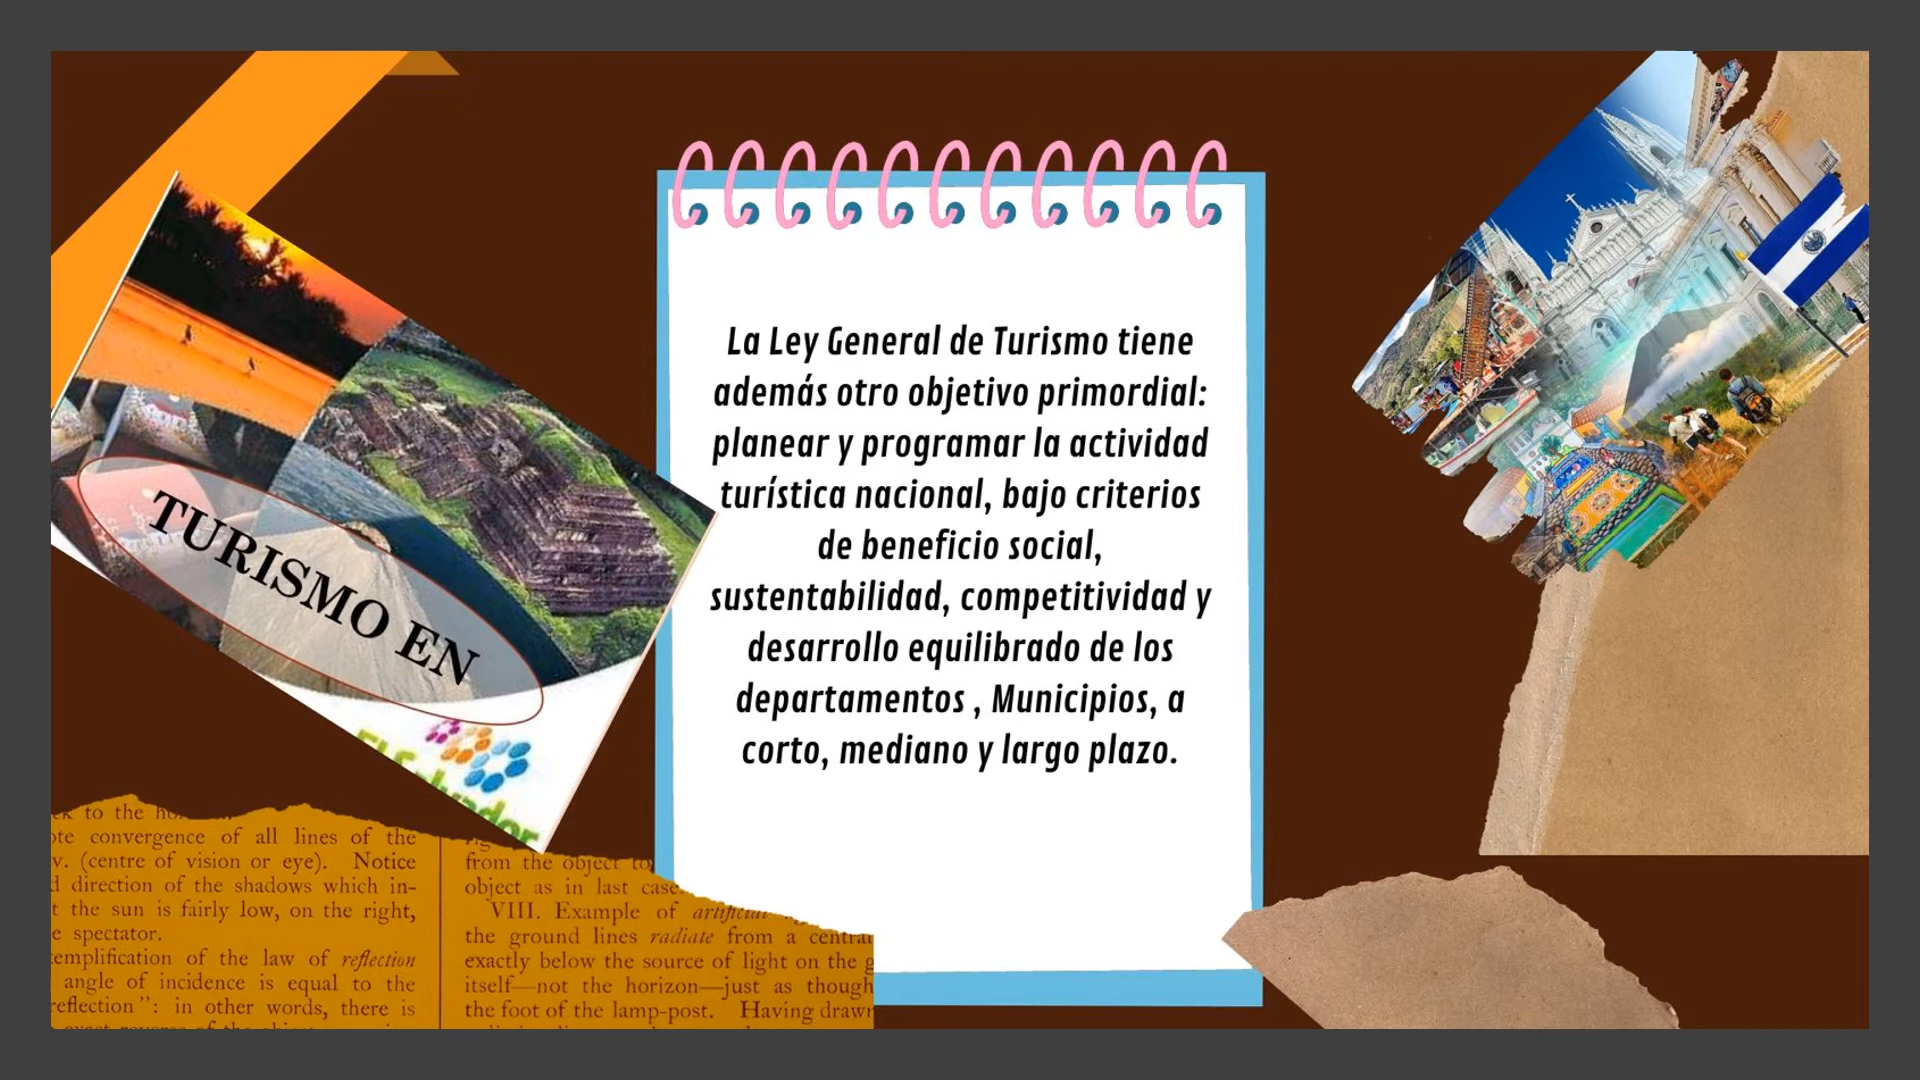 La Ley General de Turismo tiene
además otro objetivo primordial:
planear y programar la actividad
turística nacional, bajo criterios
de beneficio social,
sustentabilidad, competitividad y
desarrollo equilibrado de los
departamentos , Municipios, a
corto, mediano y largo plazo.
TURISMO EN
El Salvador
to the
convergence of all lines of the
v. (centre of vision or eye). Notice
direction of the shadows which in-
the sun is fairly low, on the right,
spectator.
of the law of reflection
angle of incidence is equal to the
reflection”: in other words, there is
from the object to
object as in last case.
VIII. Example of artificial
the ground lines radiate from a central
exactly below the source of light on the
itself—not the horizon—just as though
the foot of the lamp-post. Having drawn